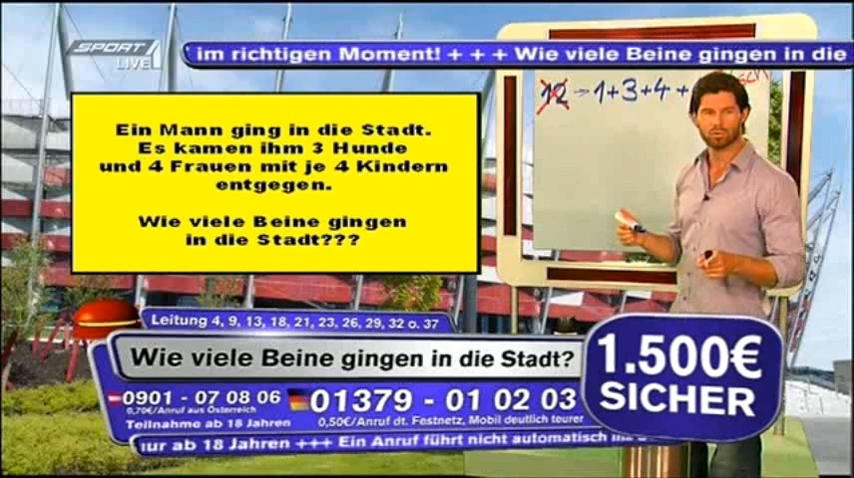 SPORT 1
LIVE
im richtigen Moment! + + + Wie viele Beine gingen in die
12 → 1+3+4+
Ein Mann ging in die Stadt.
Es kamen ihm 3 Hunde
und 4 Frauen mit je 4 Kindern
entgegen.
Wie viele Beine gingen
in die Stadt???
Leitung 4, 9, 13, 18, 21, 23, 26, 29, 32 o. 37
Wie viele Beine gingen in die Stadt?
1.500€
SICHER
0901 - 07 08 06
0,70€/Anruf aus Österreich
Teilnahme ab 18 Jahren
01379 - 01 02 03
0,50€/Anruf dt. Festnetz, Mobil deutlich teurer
ur ab 18 Jahren +++ Ein Anruf führt nicht automatisch